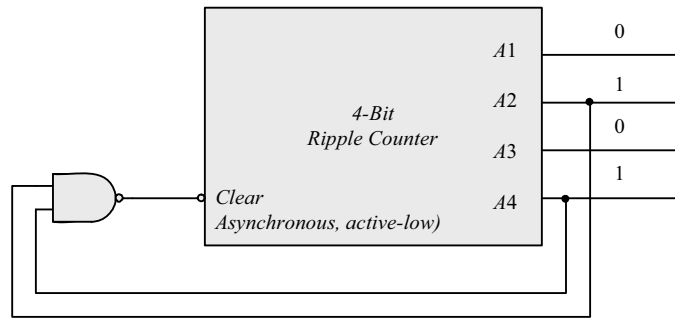 0
A1
1
4-Bit
A2
Ripple Counter
0
A3
1
Clear
A4
Asynchronous, active-low)